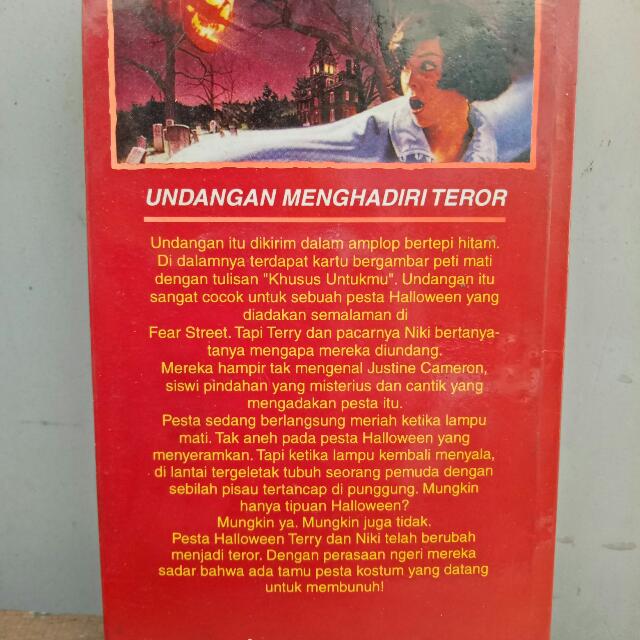 UNDANGAN MENGHADIRI TEROR
Undangan itu dikirim dalam amplop bertepi hitam.
Di dalamnya terdapat kartu bergambar peti mati
dengan tulisan "Khusus Untukmu". Undangan itu
sangat cocok untuk sebuah pesta Halloween yang
diadakan semalaman di
Fear Street. Tapi Terry dan pacarnya Niki bertanya-
tanya mengapa mereka diundang.
Mereka hampir tak mengenal Justine Cameron,
siswi pindahan yang misterius dan cantik yang
mengadakan pesta itu.
Pesta sedang berlangsung meriah ketika lampu
mati. Tak aneh pada pesta Halloween yang
menyeramkan. Tapi ketika lampu kembali menyala,
di lantai tergeletak tubuh seorang pemuda dengan
sebilah pisau tertancap di punggung. Mungkin
hanya tipuan Halloween?
Mungkin ya. Mungkin juga tidak.
Pesta Halloween Terry dan Niki telah berubah
menjadi teror. Dengan perasaan ngeri mereka
sadar bahwa ada tamu pesta kostum yang datang
untuk membunuh!